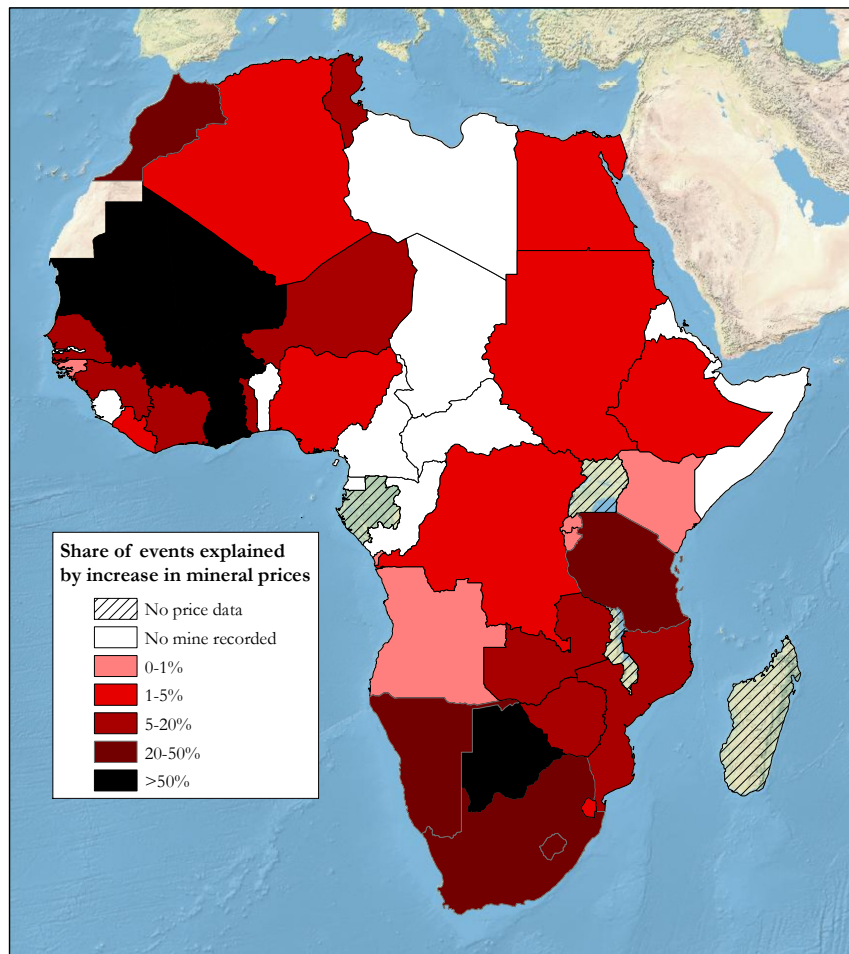 Share of events explained
by increase in mineral prices
No price data
No mine recorded
0-1%
1-5%
5-20%
20-50%
>50%